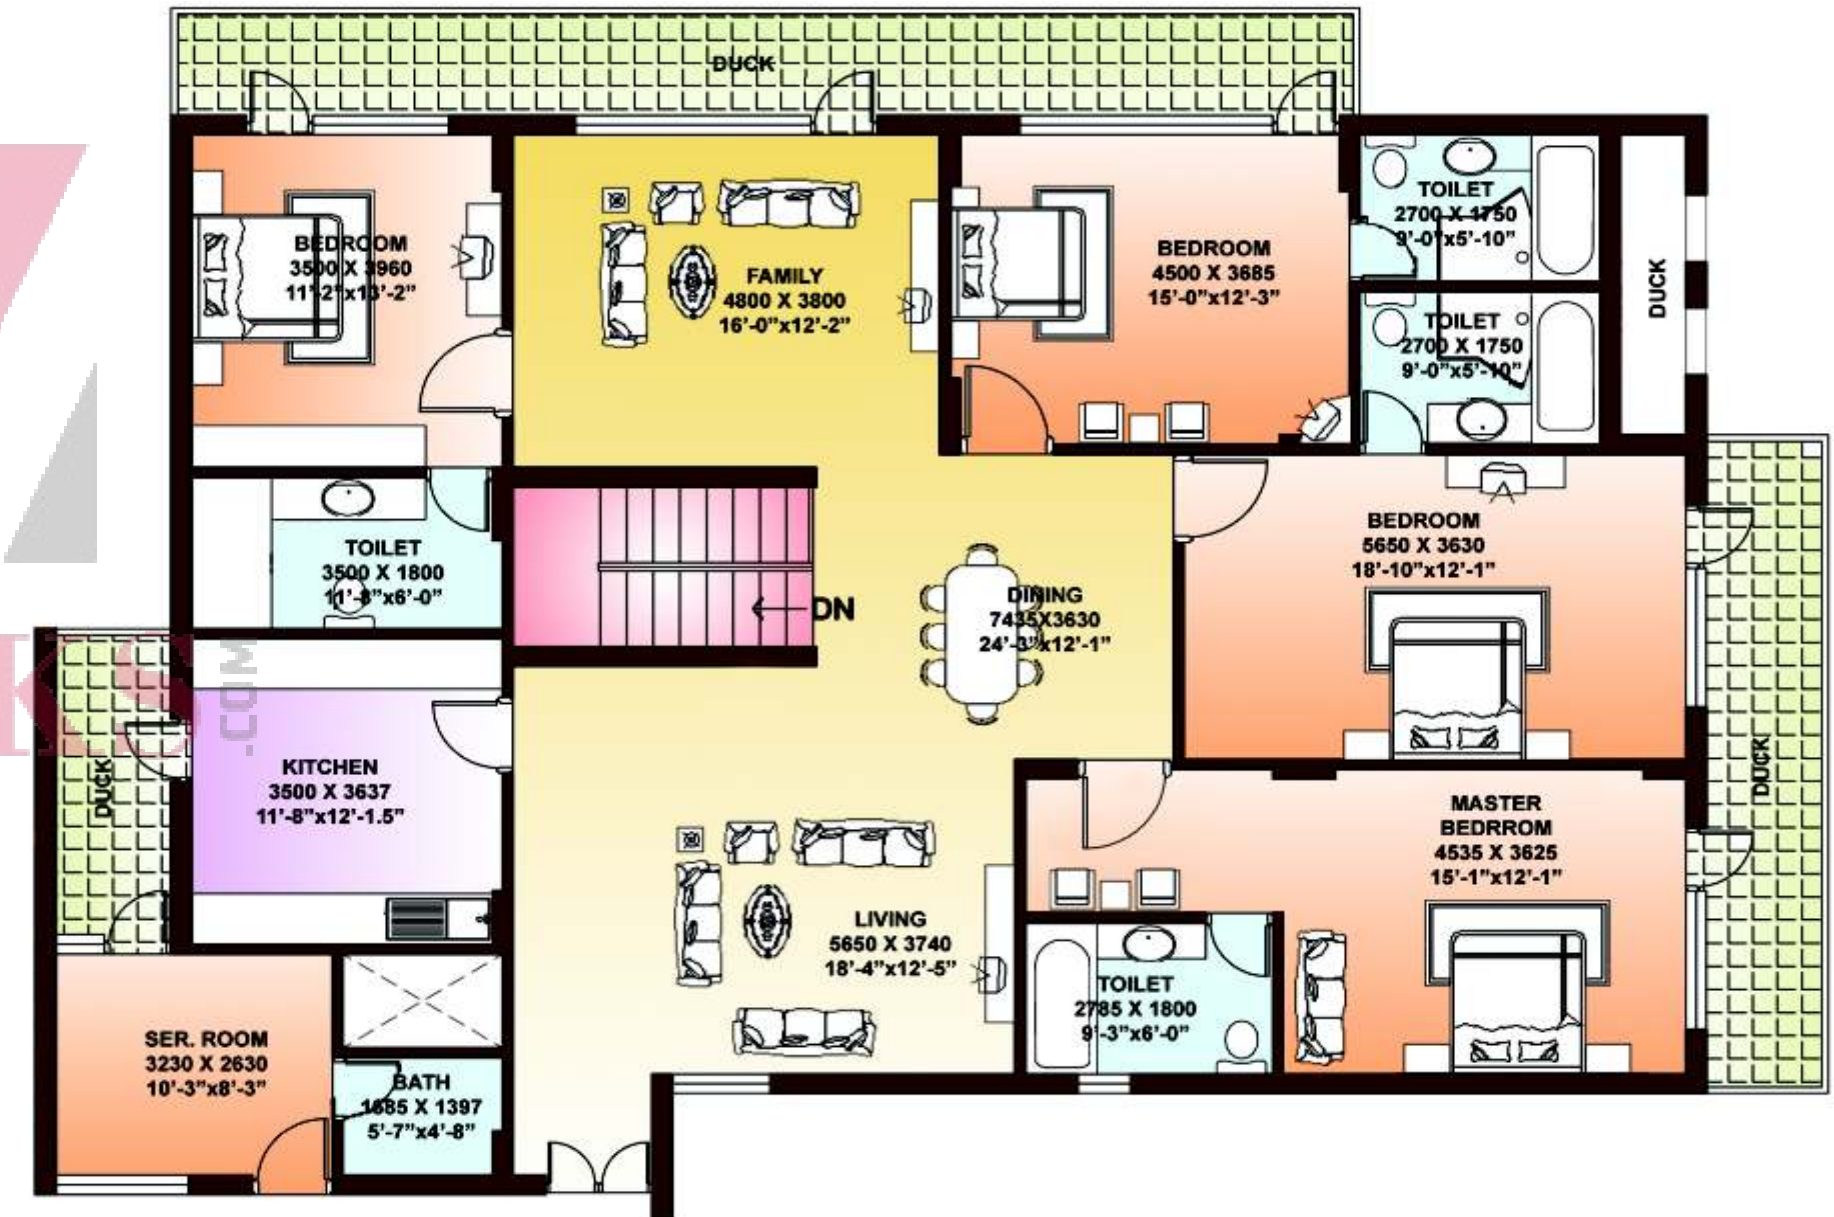 DUCK
BEDROOM
3500 X 3960
11'-2”x13'-2”
FAMILY
4800 X 3800
16'-0”x12'-2”
BEDROOM
4500 X 3685
15'-0”x12'-3”
TOILET
2700 X 1750
9'-0”x5'-10”
TOILET
2700 X 1750
9'-0”x5'-10”
DUCK
TOILET
3500 X 1800
11'-8”x6'-0”
DN
DINING
7435X3630
24'-3”x12'-1”
BEDROOM
5650 X 3630
18'-10”x12'-1”
DUCK
KS
.COM
DUCK
KITCHEN
3500 X 3637
11'-8”x12'-1.5”
LIVING
5650 X 3740
18'-4”x12'-5”
MASTER
BEDRROM
4535 X 3625
15'-1”x12'-1”
TOILET
2785 X 1800
9'-3”x6'-0”
SER. ROOM
3230 X 2630
10'-3”x8'-3”
BATH
1685 X 1397
5'-7”x4'-8”